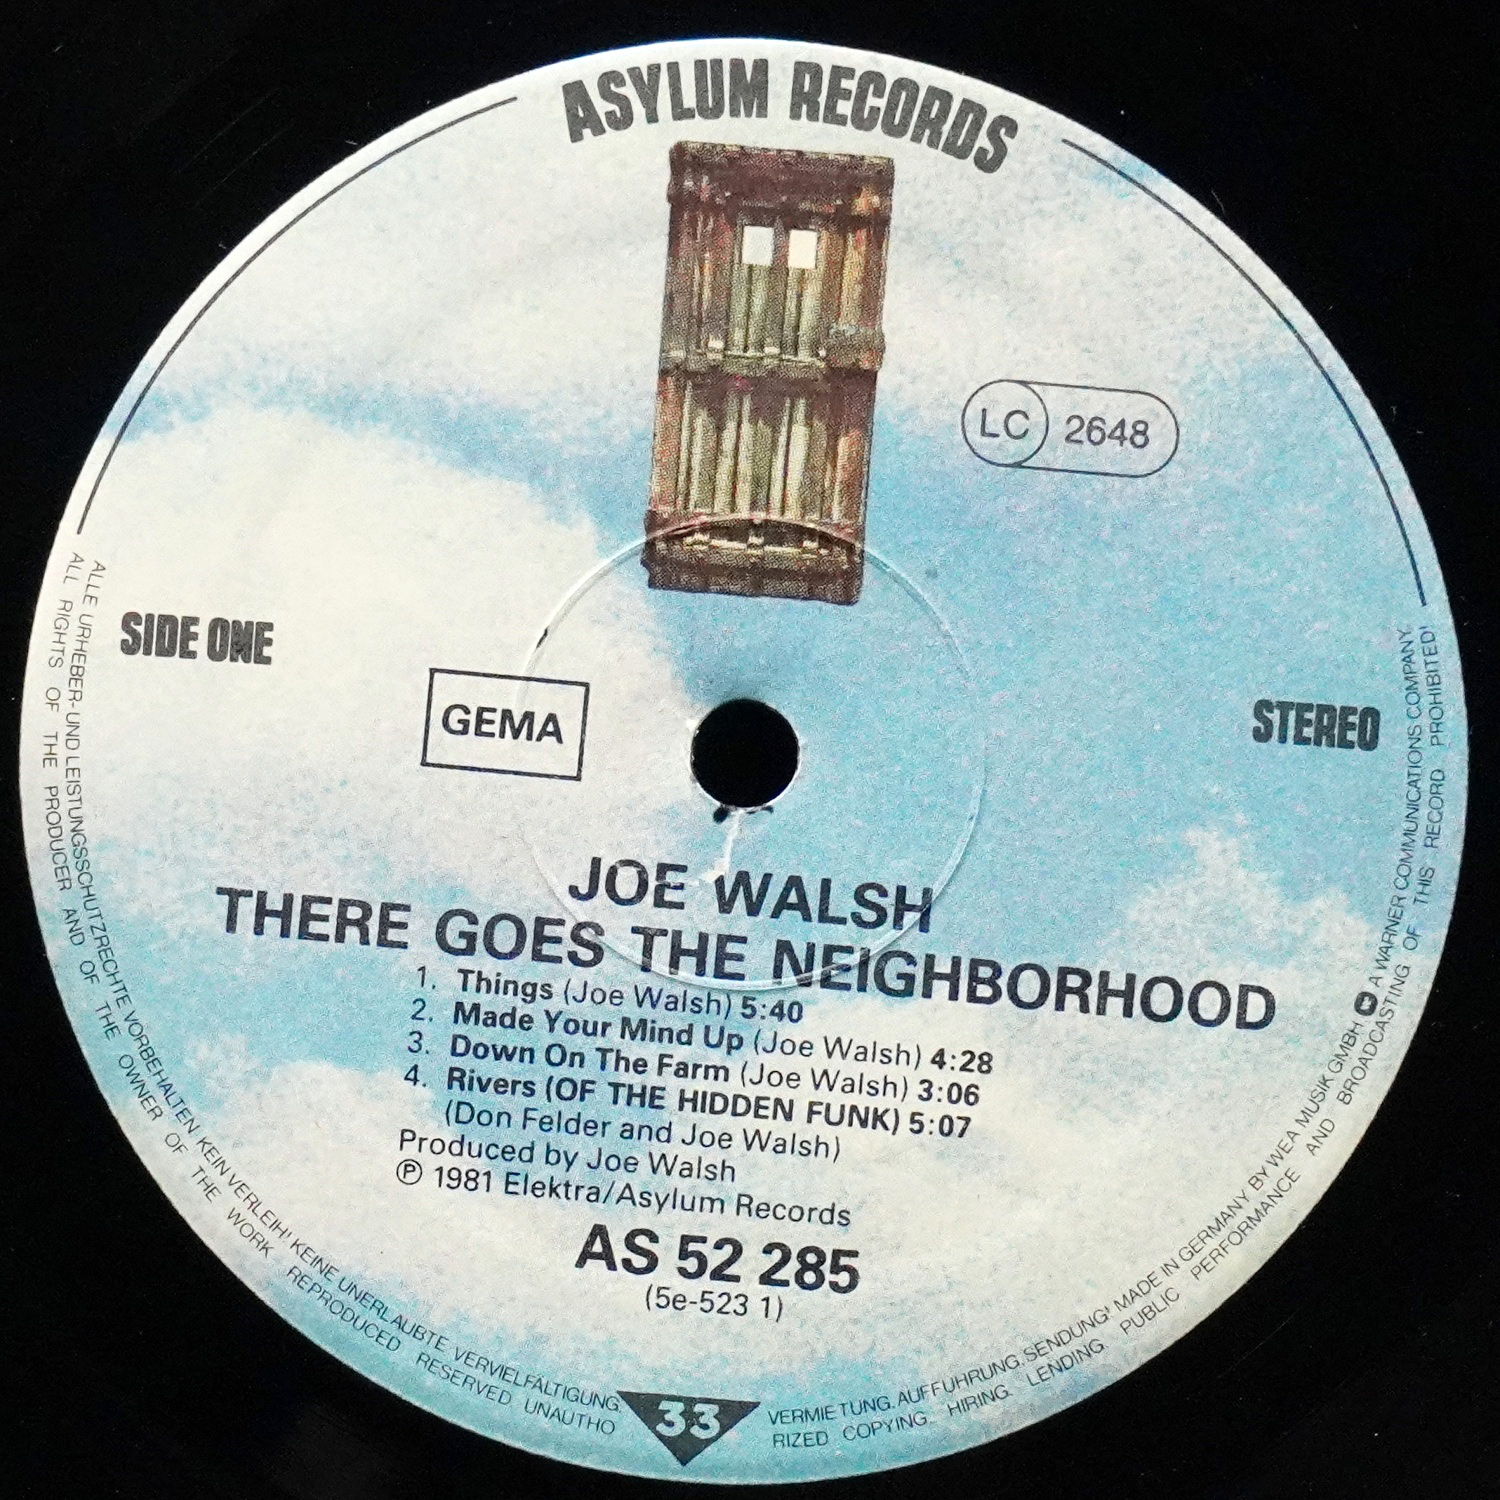 ASYLUM RECORDS
LC 2648
SIDE ONE
GEMA
STEREO
JOE WALSH
THERE GOES THE NEIGHBORHOOD
1. Things (Joe Walsh) 5:40
2. Made Your Mind Up (Joe Walsh) 4:28
3. Down On The Farm (Joe Walsh) 3:06
4. Rivers (OF THE HIDDEN FUNK) 5:07
(Don Felder and Joe Walsh)
Produced by Joe Walsh
℗ 1981 Elektra/Asylum Records
AS 52 285
(5e-523 1)
33
ALLE URHEBER- UND LEISTUNGSSCHUTZRECHTE VORBEHALTEN KEIN VERLEIH! KEINE UNERLAUBTE VERVIELFÄLTIGUNG, VERMIETUNG, AUFFÜHRUNG, SENDUNG! MADE IN GERMANY BY WEA MUSIK GMBH A WARNER COMMUNICATIONS COMPANY.
ALL RIGHTS OF THE PRODUCER AND OF THE OWNER OF THE WORK REPRODUCED RESERVED UNAUTHORIZED COPYING, HIRING, LENDING, PUBLIC PERFORMANCE AND BROADCASTING OF THIS RECORD PROHIBITED!